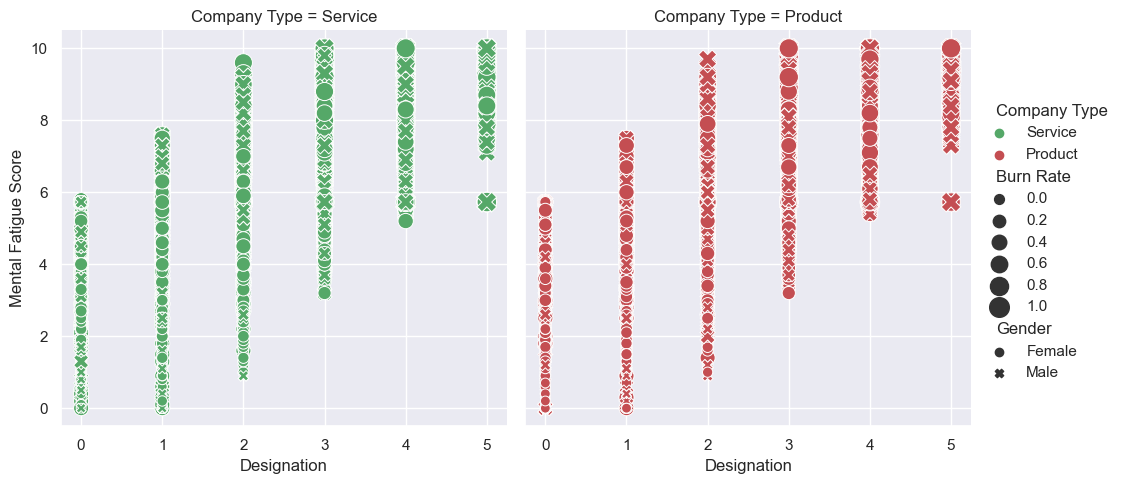 Company Type = Service
Company Type = Product
Mental Fatigue Score
10
8
6
4
2
0
0 1 2 3 4 5
0 1 2 3 4 5
Designation
Designation
Company Type
Service
Product
Burn Rate
0.0
0.2
0.4
0.6
0.8
1.0
Gender
Female
Male